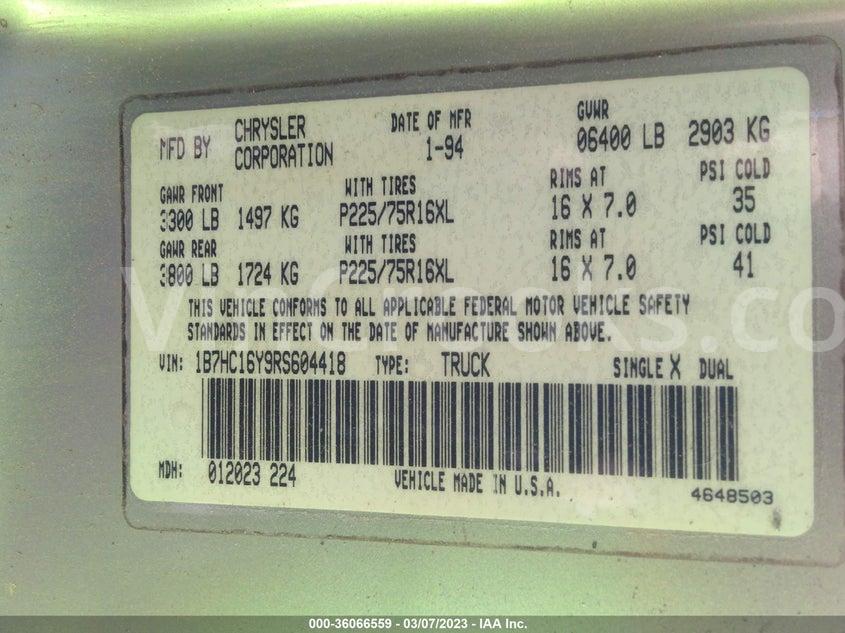 MFD BY CHRYSLER CORPORATION DATE OF MFR 1-94 GVWR 06400 LB 2903 KG
GAWR FRONT WITH TIRES RIMS AT PSI COLD
3300 LB 1497 KG P225/75R16XL 16 X 7.0 35
GAWR REAR WITH TIRES RIMS AT PSI COLD
3800 LB 1724 KG P225/75R16XL 16 X 7.0 41
THIS VEHICLE CONFORMS TO ALL APPLICABLE FEDERAL MOTOR VEHICLE SAFETY
STANDARDS IN EFFECT ON THE DATE OF MANUFACTURE SHOWN ABOVE.
VIN: 1B7HC16Y9RS604418 TYPE: TRUCK SINGLE X DUAL
MDH: 012023 224 VEHICLE MADE IN U.S.A. 4648503
000-36066559 — 03/07/2023 — IAA Inc.